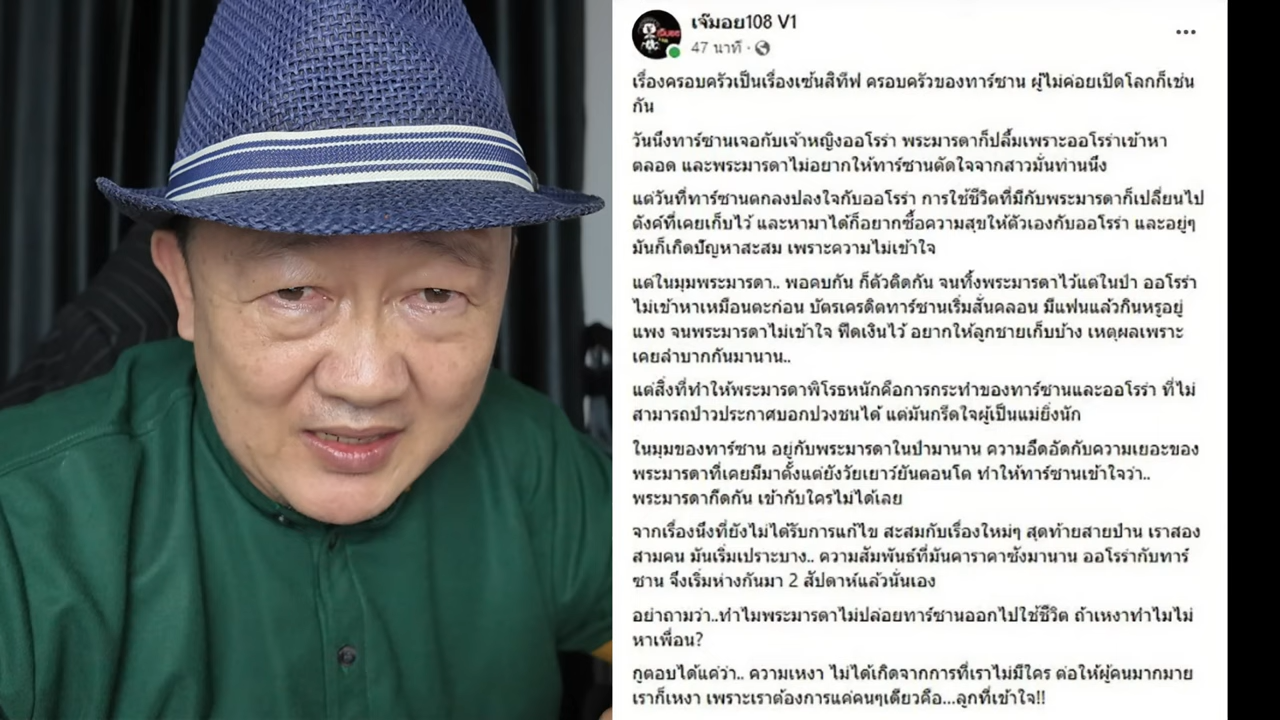 เจ๊มอย108 V1
47 นาที ·
เรื่องครอบครัวเป็นเรื่องเซ้นสิทีฟ ครอบครัวของทาร์ซาน ผู้ไม่ค่อยเปิดโลกก็เช่น
กัน
วันนึงทาร์ซานเจอกับเจ้าหญิงออโรร่า พระมารดาก็ปลื้มเพราะออโรร่าเข้าหา
ตลอด และพระมารดาไม่อยากให้ทาร์ซานตัดใจจากสาวมั่นท่านนึง
แต่วันที่ทาร์ซานตกลงปลงใจกับออโรร่า การใช้ชีวิตที่มีกับพระมารดาก็เปลี่ยนไป
ตังค์ที่เคยเก็บไว้ และหามาได้ก็อยากซื้อความสุขให้ตัวเองกับออโรร่า และอยู่ๆ
มันก็เกิดปัญหาสะสม เพราะความไม่เข้าใจ
แต่ในมุมพระมารดา.. พอคบกัน ก็ตัวติดกัน จนทิ้งพระมารดาไว้แต่ในป่า ออโรร่า
ไม่เข้าหาเหมือนตะก่อน บัตรเครดิตทาร์ซานเริ่มสั่นคลอน มีแฟนแล้วกินหรูอยู่
แพง จนพระมารดาไม่เข้าใจ ฟืดเงินไว้ อยากให้ลูกชายเก็บบ้าง เหตุผลเพราะ
เคยลำบากกันมานาน..
แต่สิ่งที่ทำให้พระมารดาพิโรธหนักคือการกระทำของทาร์ซานและออโรร่า ที่ไม่
สามารถป่าวประกาศบอกปวงชนได้ แต่มันกรีดใจผู้เป็นแม่ยิ่งนัก
ในมุมของทาร์ซาน อยู่กับพระมารดาในป่ามานาน ความอึดอัดกับความเยอะของ
พระมารดาที่เคยมีมาตั้งแต่ยังวัยเยาว์ยันตอนโต ทำให้ทาร์ซานเข้าใจว่า..
พระมารดากีดกัน เข้ากับใครไม่ได้เลย
จากเรื่องนึงที่ยังไม่ได้รับการแก้ไข สะสมกับเรื่องใหม่ๆ สุดท้ายสายป่าน เราสอง
สามคน มันเริ่มเปราะบาง.. ความสัมพันธ์ที่มันคาราคาซังมานาน ออโรร่ากับทาร์
ซาน จึงเริ่มห่างกันมา 2 สัปดาห์แล้วนั่นเอง
อย่าถามว่า..ทำไมพระมารดาไม่ปล่อยทาร์ซานออกไปใช้ชีวิต ถ้าเหงาทำไมไม่
หาเพื่อน?
กูตอบได้แค่ว่า.. ความเหงา ไม่ได้เกิดจากการที่เราไม่มีใคร ต่อให้ผู้คนมากมาย
เราก็เหงา เพราะเราต้องการแค่คนๆเดียวคือ...ลูกที่เข้าใจ!!